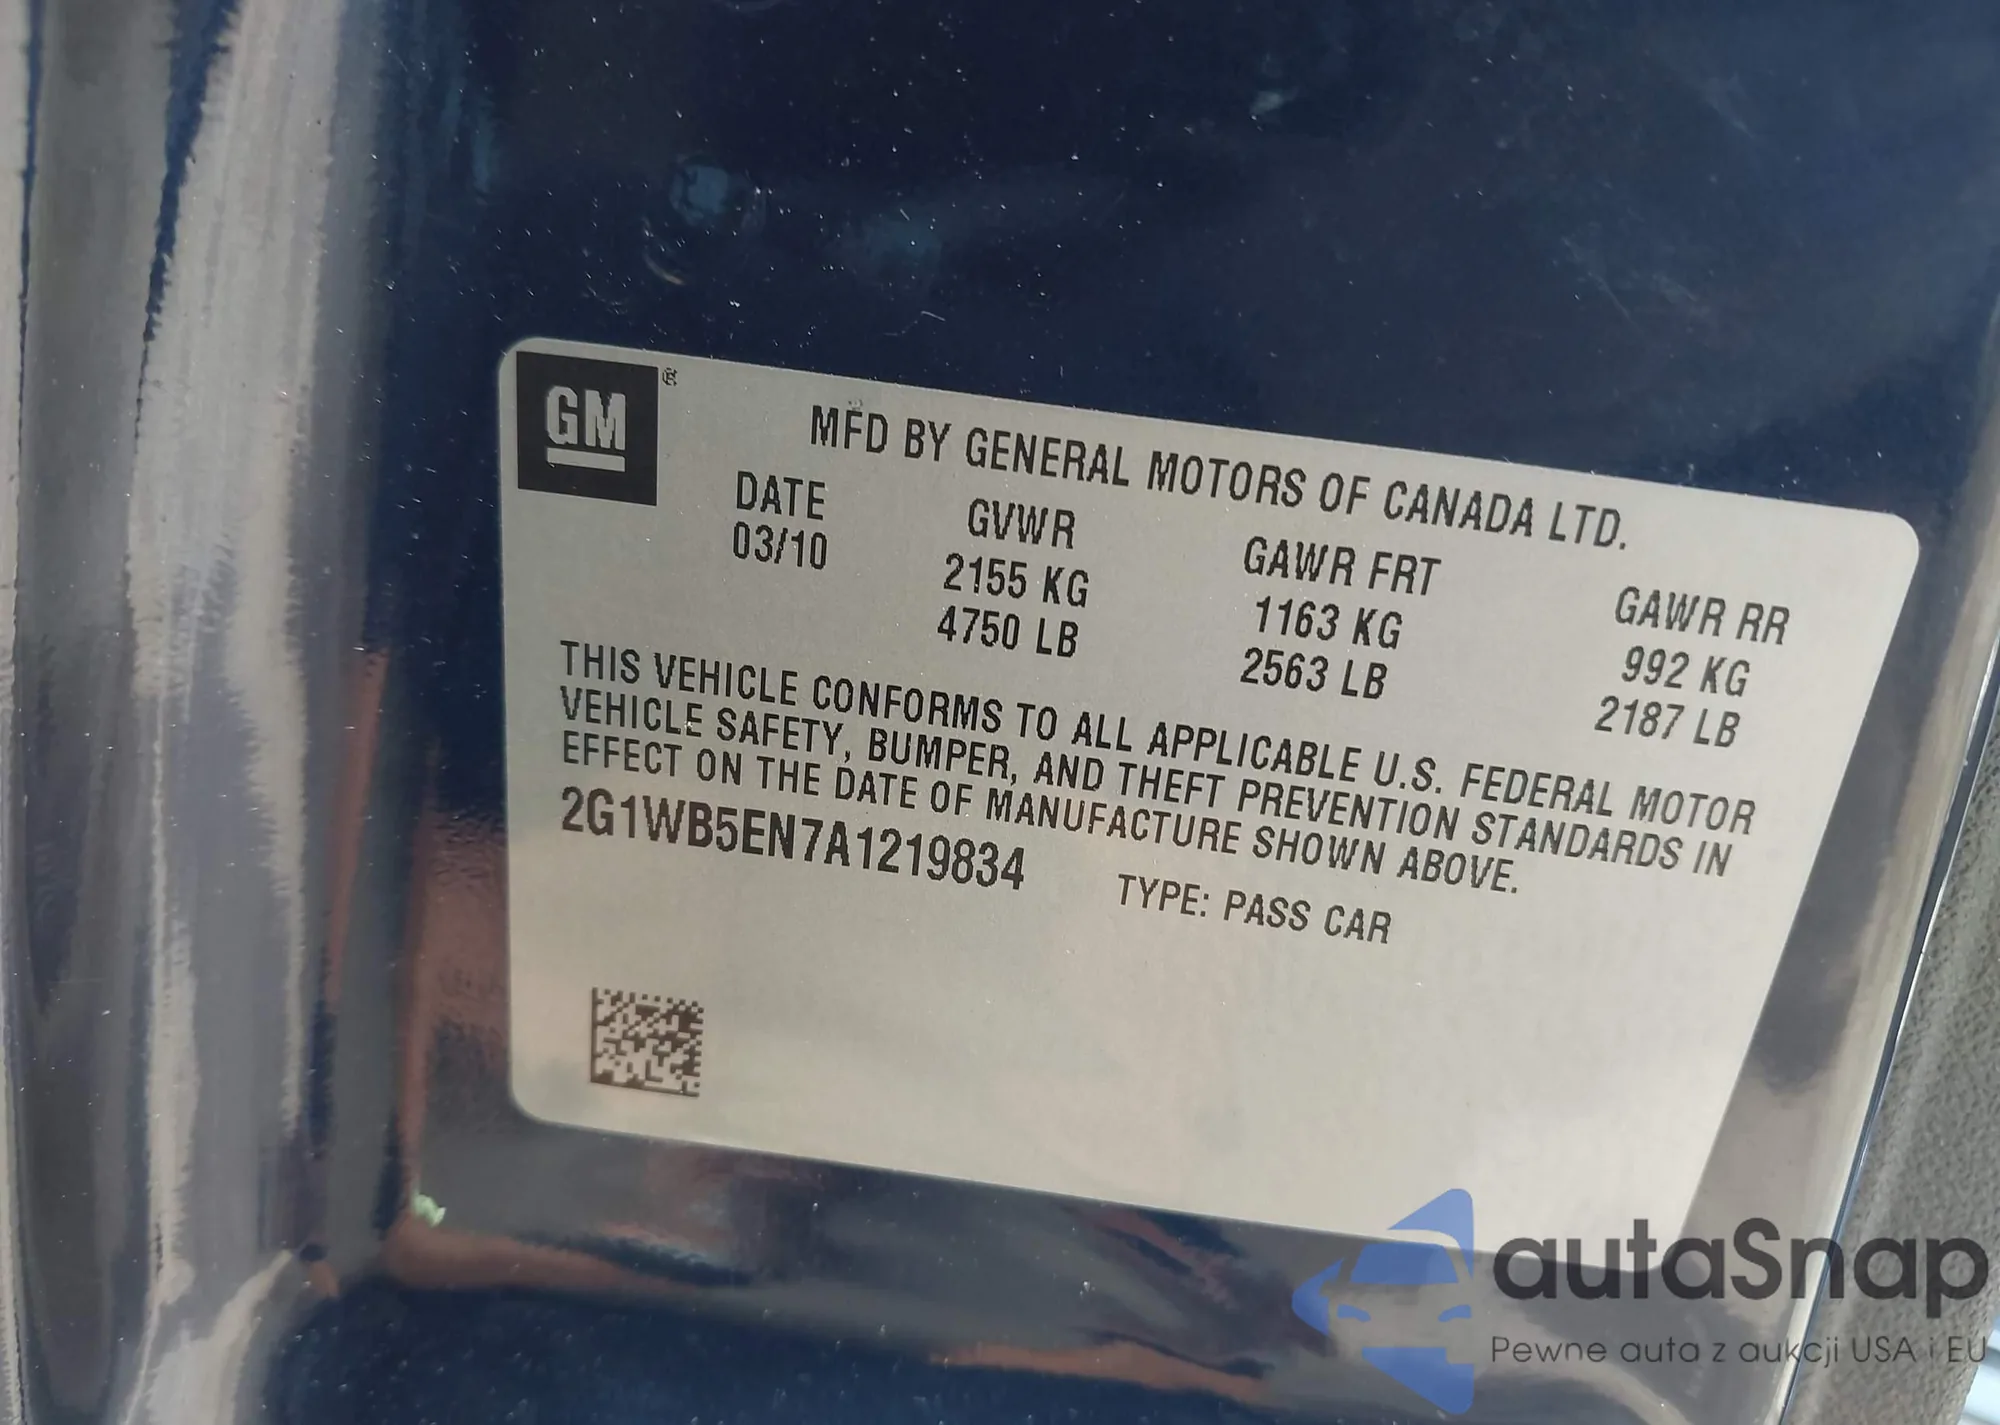 GM
MFD BY GENERAL MOTORS OF CANADA LTD.
DATE GVWR GAWR FRT GAWR RR
03/10 2155 KG 1163 KG 992 KG
4750 LB 2563 LB 2187 LB
THIS VEHICLE CONFORMS TO ALL APPLICABLE U.S. FEDERAL MOTOR
VEHICLE SAFETY, BUMPER, AND THEFT PREVENTION STANDARDS IN
EFFECT ON THE DATE OF MANUFACTURE SHOWN ABOVE.
2G1WB5EN7A1219834 TYPE: PASS CAR
autaSnap
Pewne auta z aukcji USA i EU